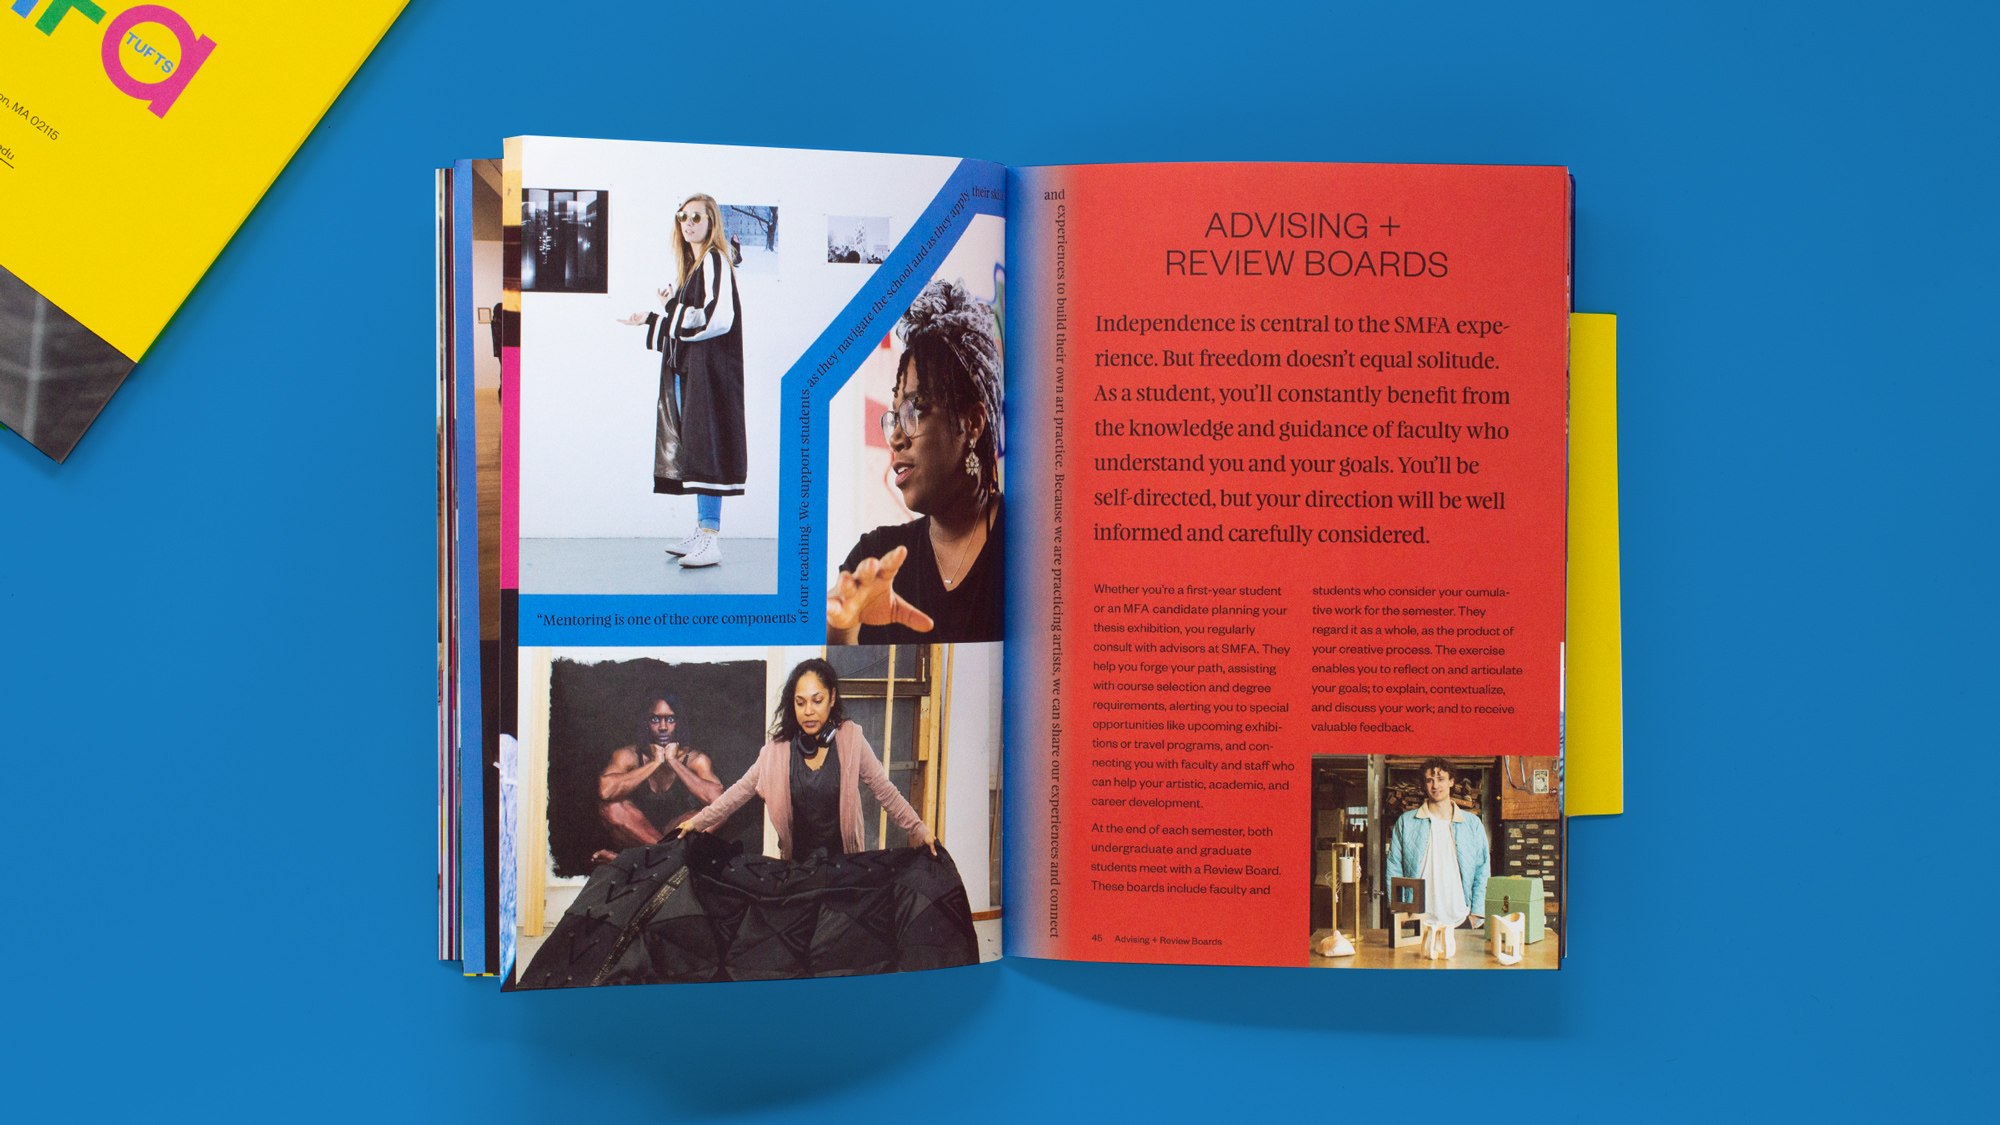 TUFTS
MA 02115
"Mentoring is one of the core components
of our teaching. We support students,
as they navigate the school and as they apply
their
and
experiences to build their own art practice. Because we are practicing artists, we can share our experiences and connect
ADVISING +
REVIEW BOARDS
Independence is central to the SMFA expe-
rience. But freedom doesn't equal solitude.
As a student, you'll constantly benefit from
the knowledge and guidance of faculty who
understand you and your goals. You'll be
self-directed, but your direction will be well
informed and carefully considered.
Whether you're a first-year student
or an MFA candidate planning your
thesis exhibition, you regularly
consult with advisors at SMFA. They
help you forge your path, assisting
with course selection and degree
requirements, alerting you to special
opportunities like upcoming exhibi-
tions or travel programs, and con-
necting you with faculty and staff who
can help your artistic, academic, and
career development.
At the end of each semester, both
undergraduate and graduate
students meet with a Review Board.
These boards include faculty and
students who consider your cumula-
tive work for the semester. They
regard it as a whole, as the product of
your creative process. The exercise
enables you to reflect on and articulate
your goals; to explain, contextualize,
and discuss your work; and to receive
valuable feedback.
46 Advising + Review Boards